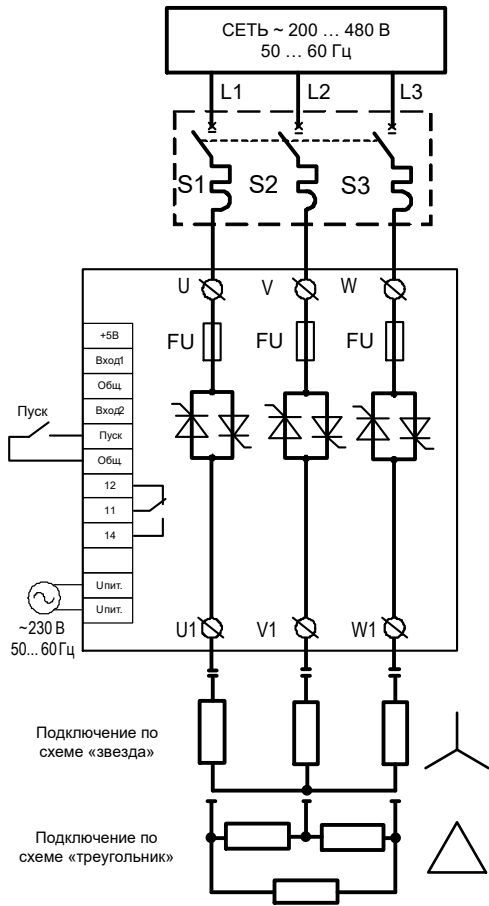 СЕТЬ ~ 200 ... 480 В
50 ... 60 Гц
L1 L2 L3
S1 S2 S3
U V W
FU FU FU
+5В
Вход1
Общ.
Вход2
Пуск
Пуск
Общ.
12
11
14
Uпит.
Uпит.
~230 В
50... 60 Гц
U1 V1 W1
Подключение по
схеме «звезда»
Подключение по
схеме «треугольник»